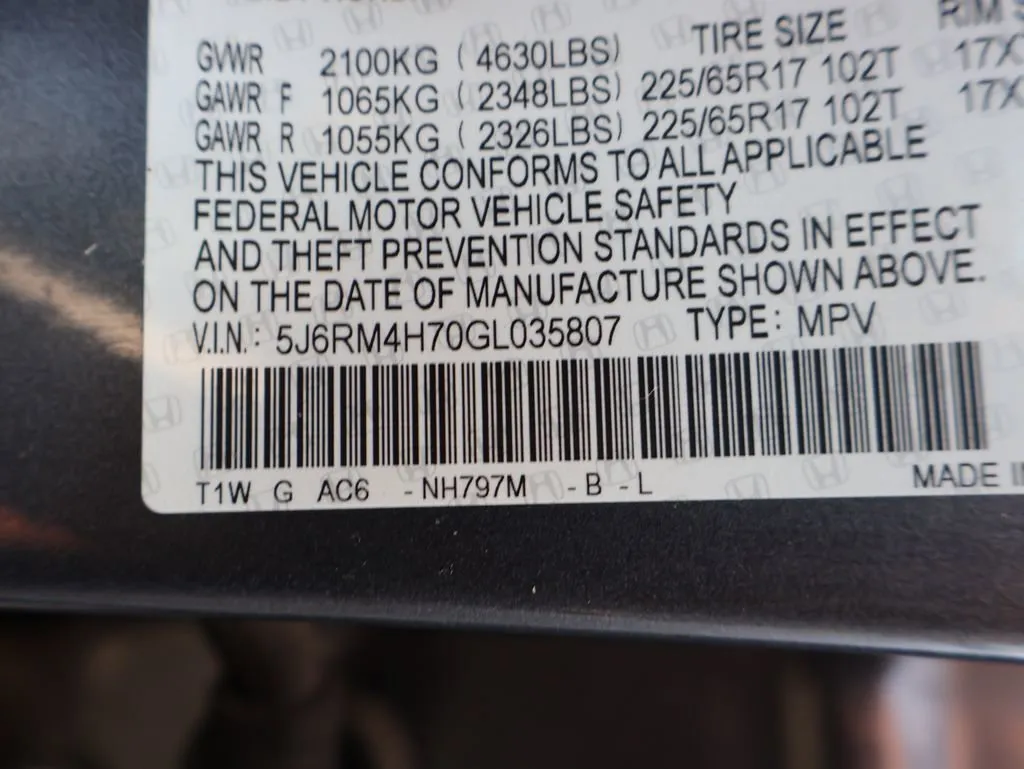 TIRE SIZE
GVWR 2100KG ( 4630LBS)
GAWR F 1065KG ( 2348LBS) 225/65R17 102T 17X
GAWR R 1055KG ( 2326LBS) 225/65R17 102T 17X
THIS VEHICLE CONFORMS TO ALL APPLICABLE
FEDERAL MOTOR VEHICLE SAFETY
AND THEFT PREVENTION STANDARDS IN EFFECT
ON THE DATE OF MANUFACTURE SHOWN ABOVE.
V.I.N.: 5J6RM4H70GL035807 TYPE: MPV
T1W G AC6 -NH797M -B -L MADE